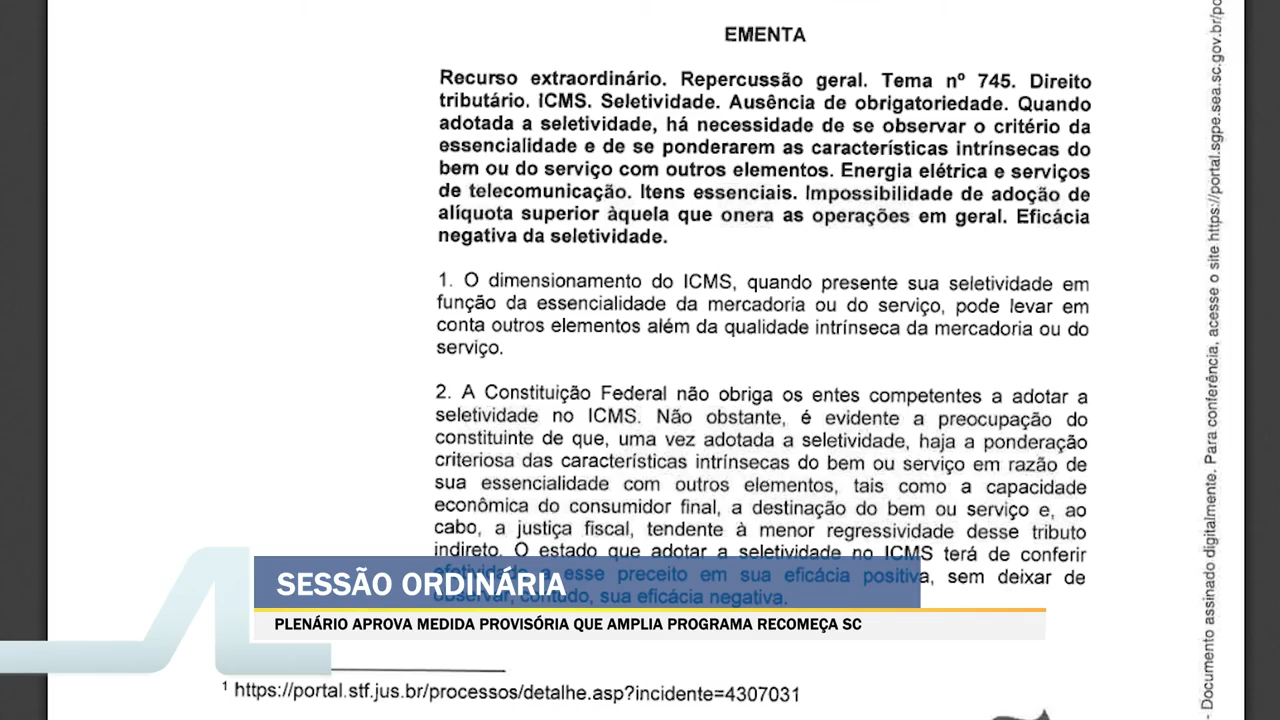 EMENTA
Recurso extraordinário. Repercussão geral. Tema nº 745. Direito
tributário. ICMS. Seletividade. Ausência de obrigatoriedade. Quando
adotada a seletividade, há necessidade de se observar o critério da
essencialidade e de se ponderarem as características intrínsecas do
bem ou do serviço com outros elementos. Energia elétrica e serviços
de telecomunicação. Itens essenciais. Impossibilidade de adoção de
alíquota superior àquela que onera as operações em geral. Eficácia
negativa da seletividade.
1. O dimensionamento do ICMS, quando presente sua seletividade em
função da essencialidade da mercadoria ou do serviço, pode levar em
conta outros elementos além da qualidade intrínseca da mercadoria ou do
serviço.
2. A Constituição Federal não obriga os entes competentes a adotar a
seletividade no ICMS. Não obstante, é evidente a preocupação do
constituinte de que, uma vez adotada a seletividade, haja a ponderação
criteriosa das características intrínsecas do bem ou serviço em razão de
sua essencialidade com outros elementos, tais como a capacidade
econômica do consumidor final, a destinação do bem ou serviço e, ao
cabo, a justiça fiscal, tendente à menor regressividade desse tributo
indireto. O estado que adotar a seletividade no ICMS terá de conferir
efetividade a esse preceito em sua eficácia positiva, sem deixar de
observar, contudo, sua eficácia negativa.
SESSÃO ORDINÁRIA
PLENÁRIO APROVA MEDIDA PROVISÓRIA QUE AMPLIA PROGRAMA RECOMEÇA SC
1 https://portal.stf.jus.br/processos/detalhe.asp?incidente=4307031
- Documento assinado digitalmente. Para conferência, acesse o site https://portal.sgpe.sea.sc.gov.br/po